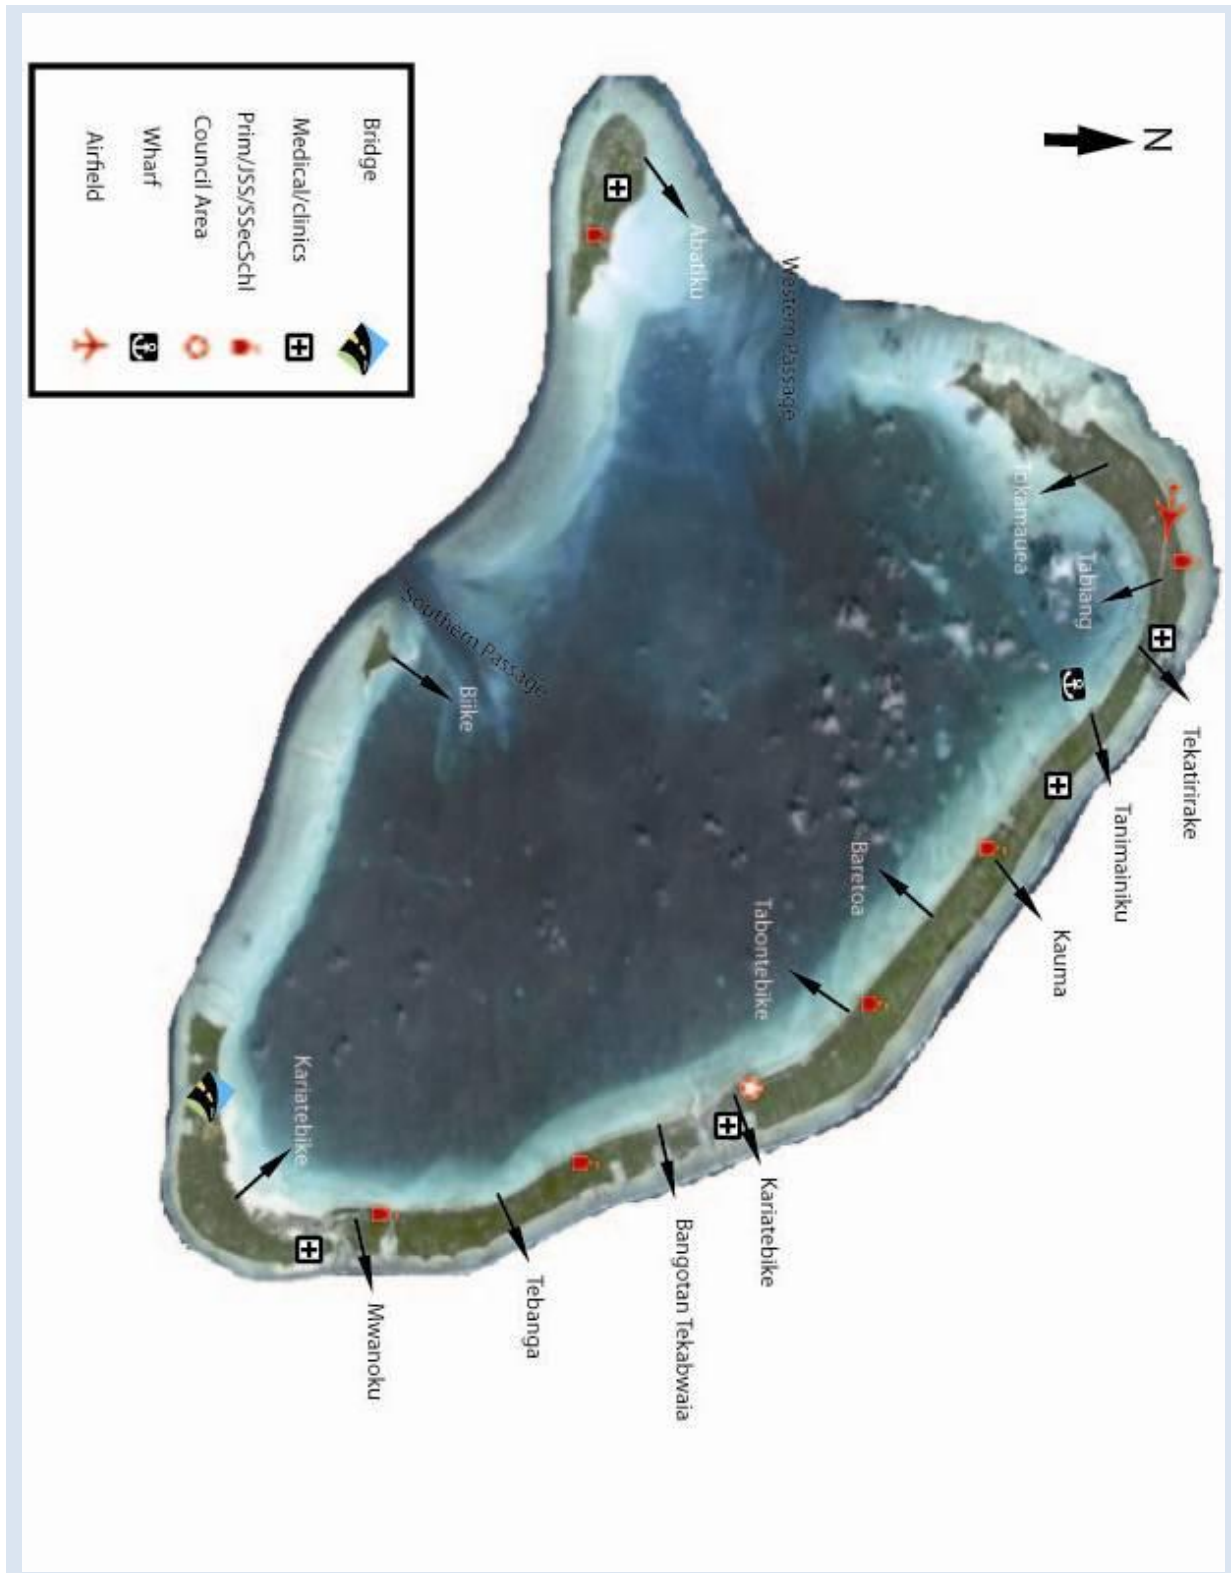 N
Bridge
Medical/clinics
Prim/JSS/SSecSchl
Council Area
Wharf
Airfield
Abatiku
Western Passage
Tokamauea
Tabiang
Tekatirirake
Tanimainiku
Kauma
Baretoa
Tabontebike
Kariatebike
Bangotan Tekabwaia
Tebanga
Mwanoku
Kariatebike
Southern Passage
Biike